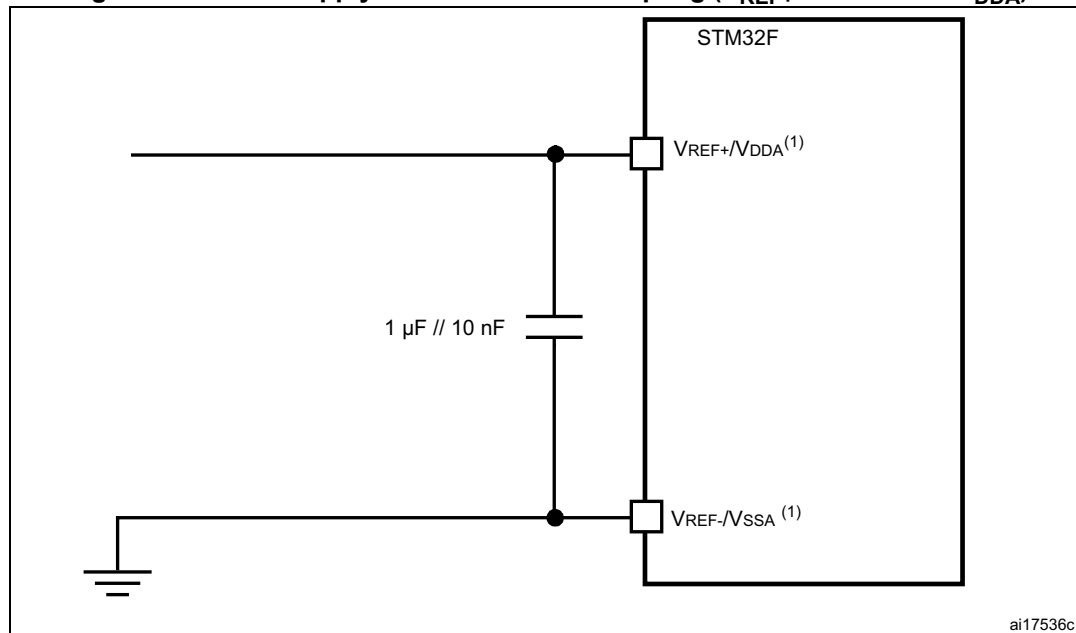 STM32F
VREF+/VDDA(1)
1 µF // 10 nF
VREF-/VSSA (1)
ai17536c